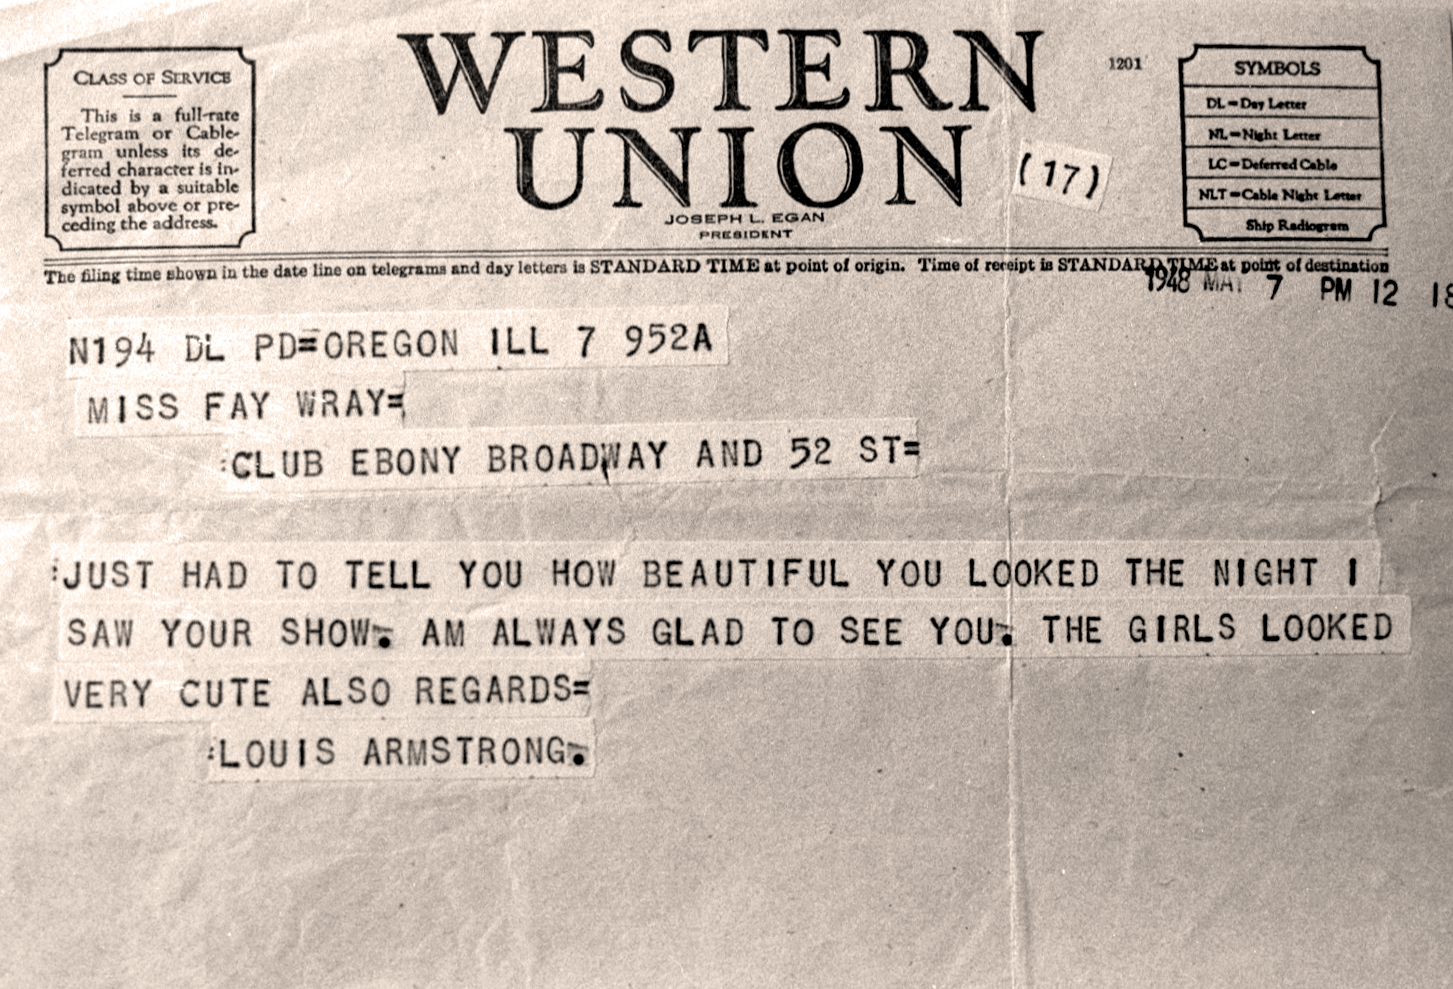 WESTERN
UNION
1201
(17)
JOSEPH L. EGAN
PRESIDENT
CLASS OF SERVICE
This is a full-rate
Telegram or Cable-
gram unless its de-
ferred character is in-
dicated by a suitable
symbol above or pre-
ceding the address.
SYMBOLS
DL=Day Letter
NL=Night Letter
LC=Deferred Cable
NLT=Cable Night Letter
Ship Radiogram
The filing time shown in the date line on telegrams and day letters is STANDARD TIME at point of origin. Time of receipt is STANDARD TIME at point of destination
1948 MAY 7 PM 12 18
N194 DL PD=OREGON ILL 7 952A
MISS FAY WRAY=
:CLUB EBONY BROADWAY AND 52 ST=
:JUST HAD TO TELL YOU HOW BEAUTIFUL YOU LOOKED THE NIGHT I
SAW YOUR SHOW. AM ALWAYS GLAD TO SEE YOU. THE GIRLS LOOKED
VERY CUTE ALSO REGARDS=
:LOUIS ARMSTRONG.